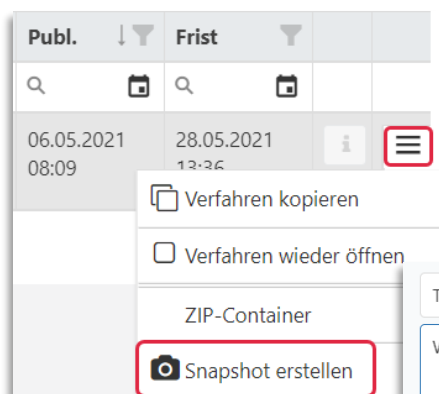 Publ. Frist
06.05.2021 28.05.2021
08:09 13:36
Verfahren kopieren
Verfahren wieder öffnen
ZIP-Container
Snapshot erstellen